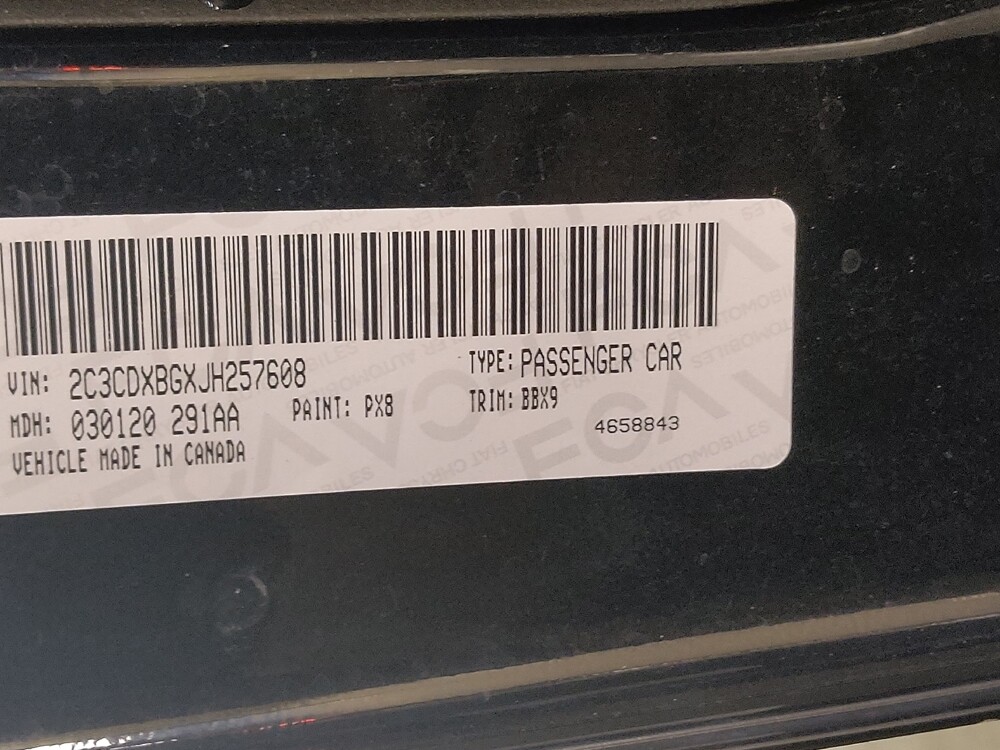 VIN: 2C3CDXBGXJH257608 TYPE: PASSENGER CAR
MDH: 030120 291AA PAINT: PX8 TRIM: BBX9
4658843
VEHICLE MADE IN CANADA